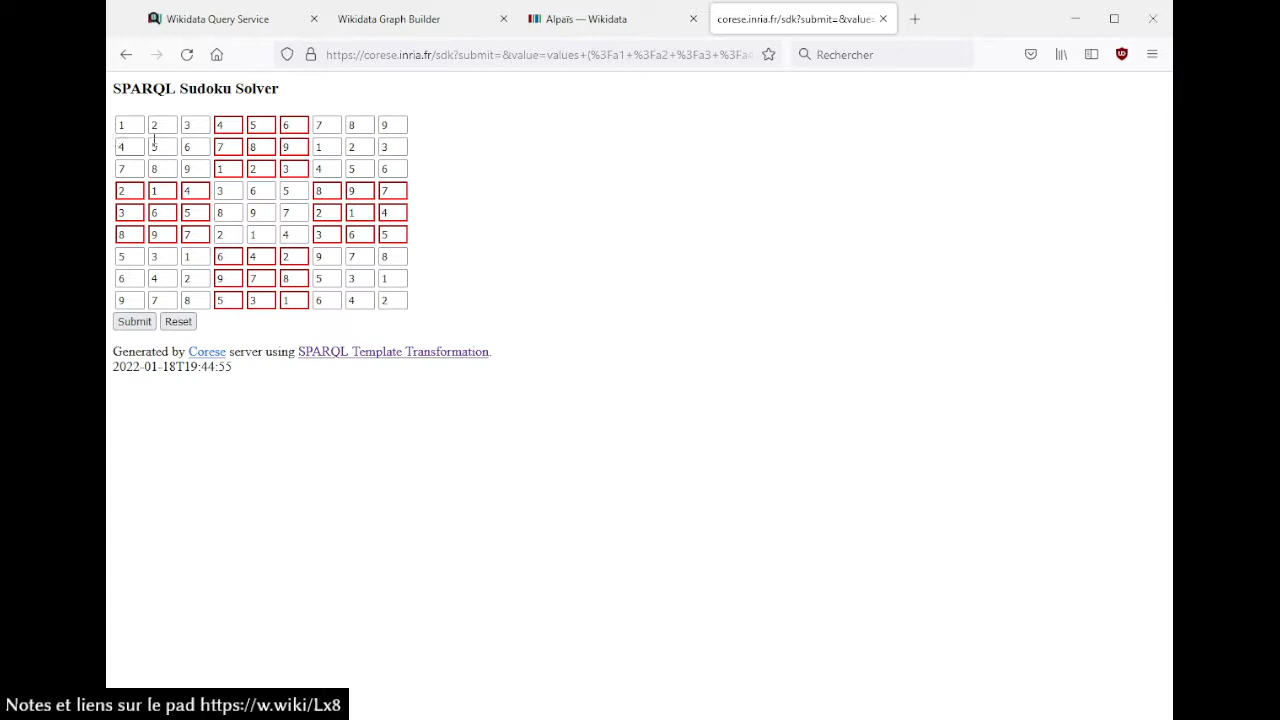 Wikidata Query Service
Wikidata Graph Builder
Alpaïs — Wikidata
corese.inria.fr/sdk?submit=&value=
https://corese.inria.fr/sdk?submit=&value=values+(%3Fa1+%3Fa2+%3Fa3+%3Fa4
Rechercher
SPARQL Sudoku Solver
1 2 3 4 5 6 7 8 9
4 5 6 7 8 9 1 2 3
7 8 9 1 2 3 4 5 6
2 1 4 3 6 5 8 9 7
3 6 5 8 9 7 2 1 4
8 9 7 2 1 4 3 6 5
5 3 1 6 4 2 9 7 8
6 4 2 9 7 8 5 3 1
9 7 8 5 3 1 6 4 2
Submit Reset
Generated by Corese server using SPARQL Template Transformation.
2022-01-18T19:44:55
Notes et liens sur le pad https://w.wiki/Lx8